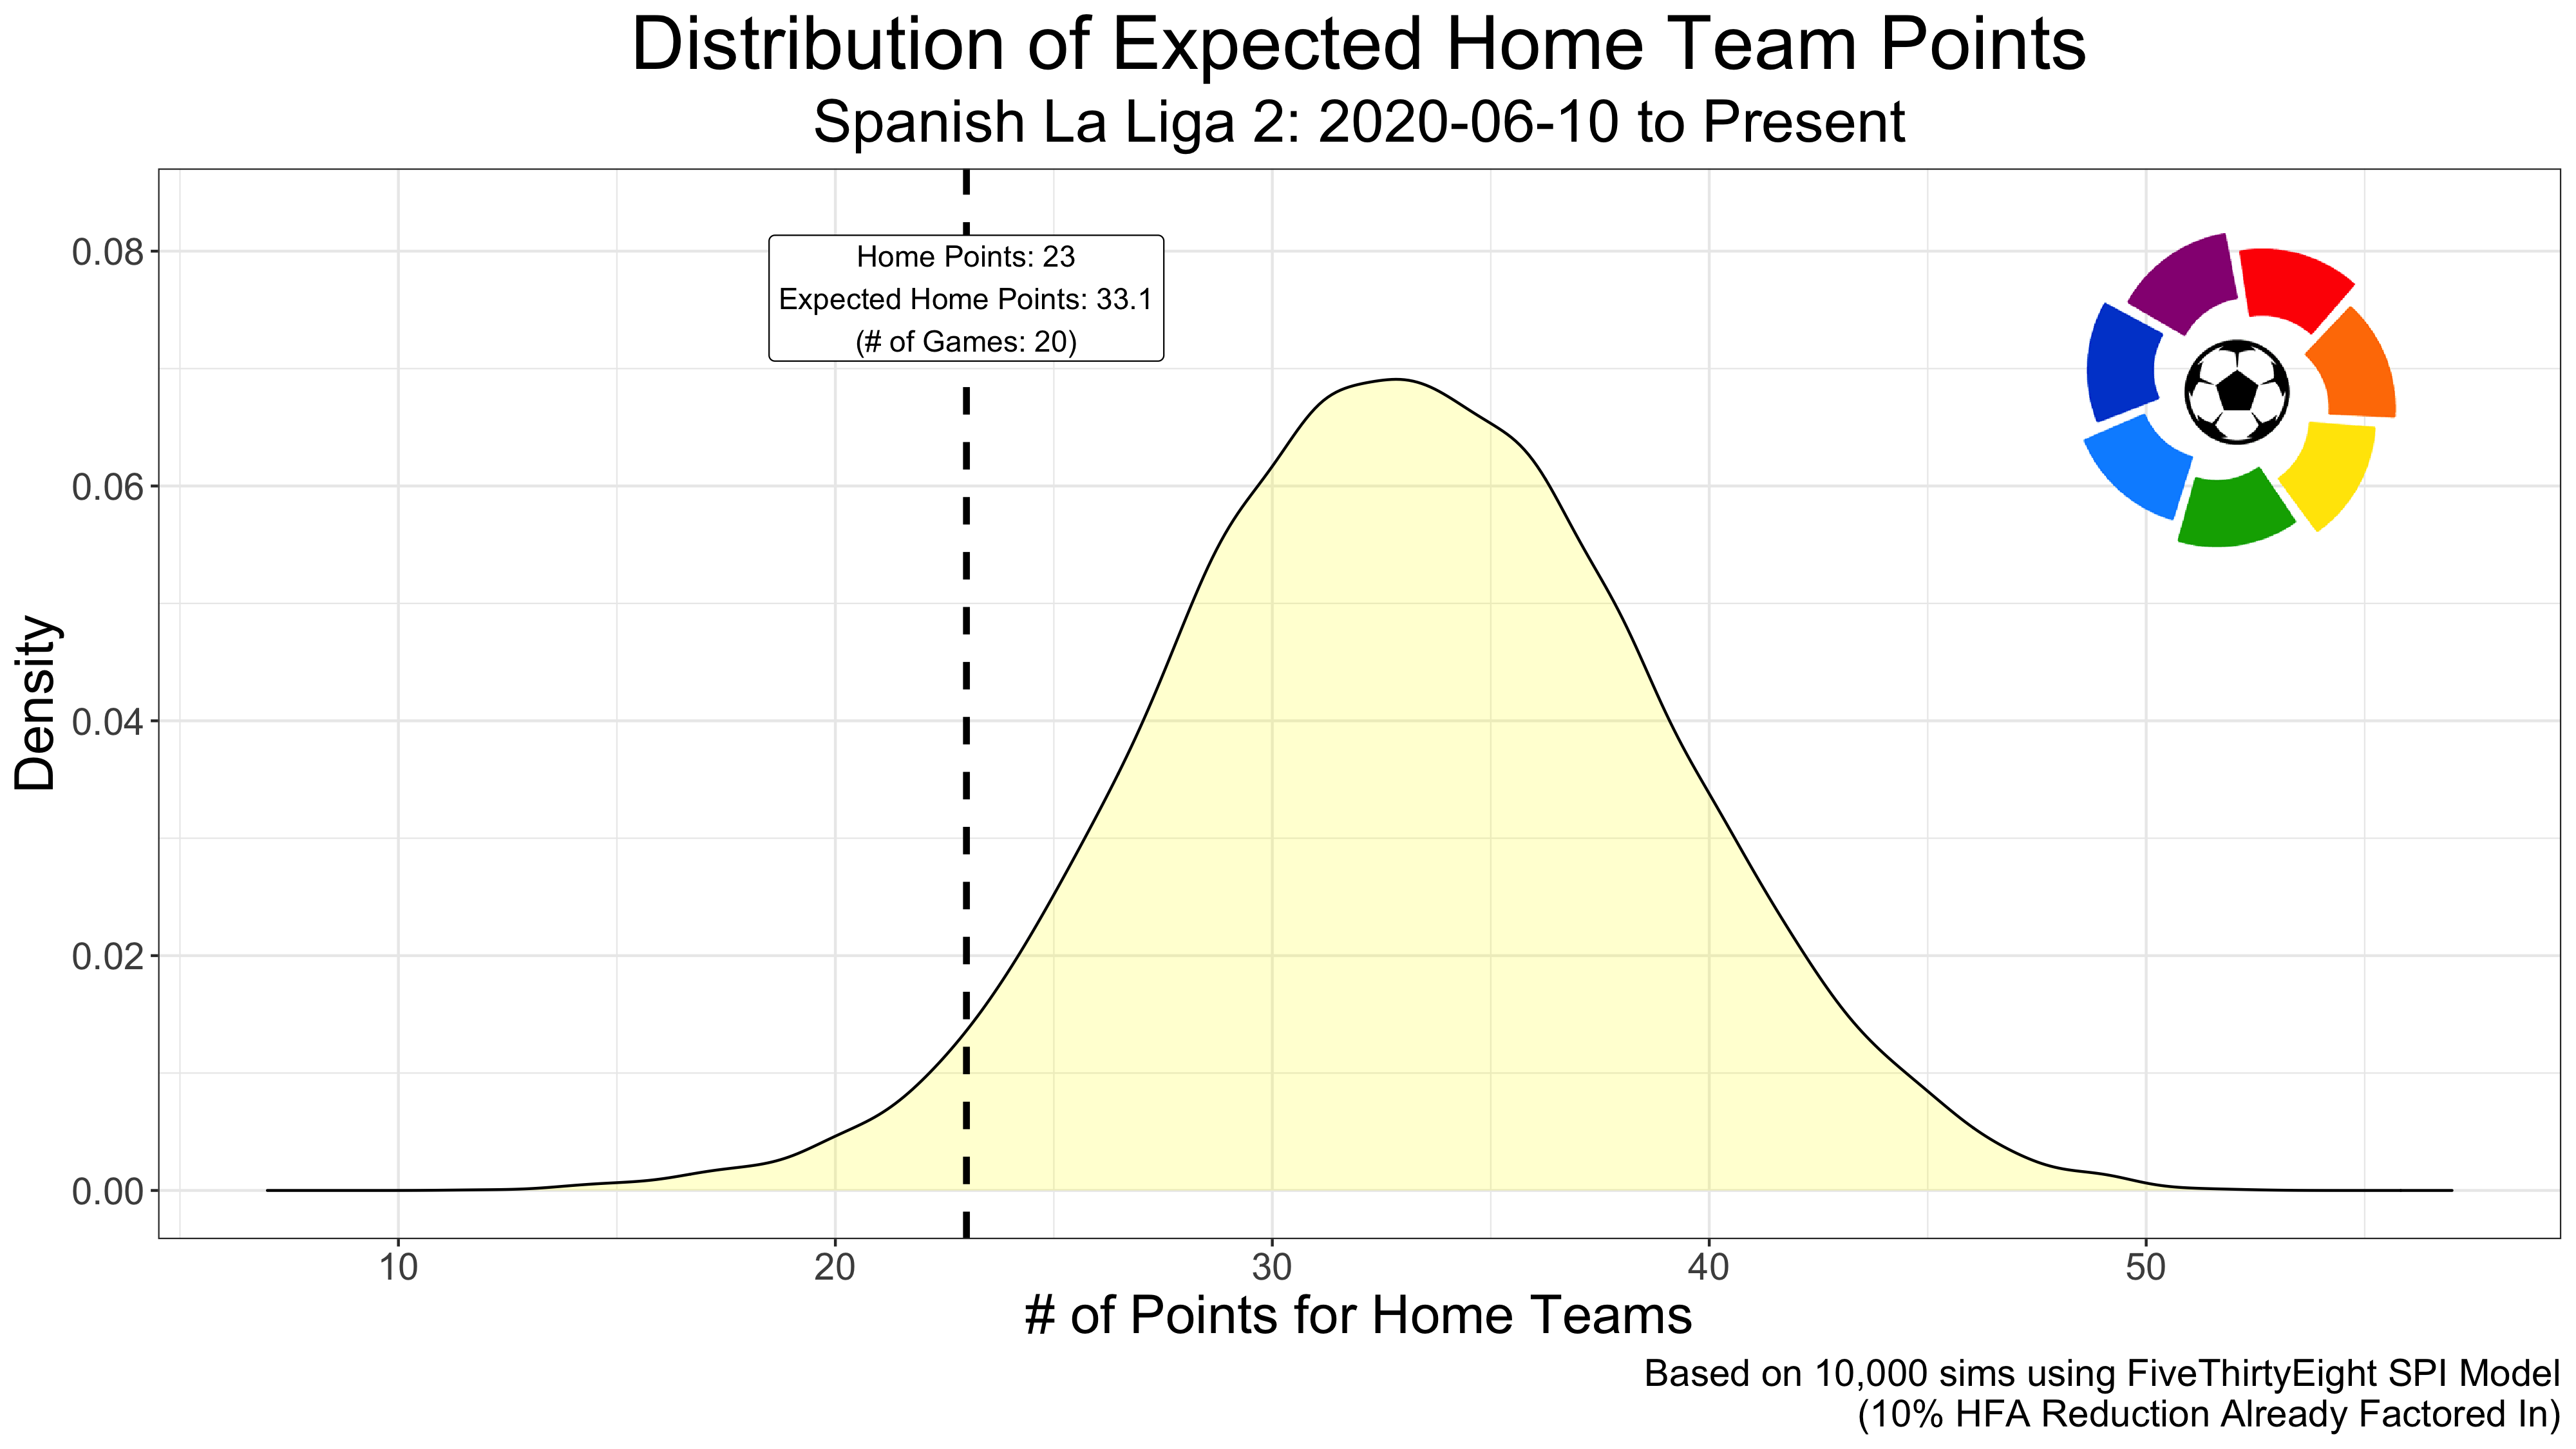 Distribution of Expected Home Team Points
Spanish La Liga 2: 2020-06-10 to Present
Home Points: 23
Expected Home Points: 33.1
(# of Games: 20)
Density
0.08
0.06
0.04
0.02
0.00
10 20 30 40 50
# of Points for Home Teams
Based on 10,000 sims using FiveThirtyEight SPI Model
(10% HFA Reduction Already Factored In)